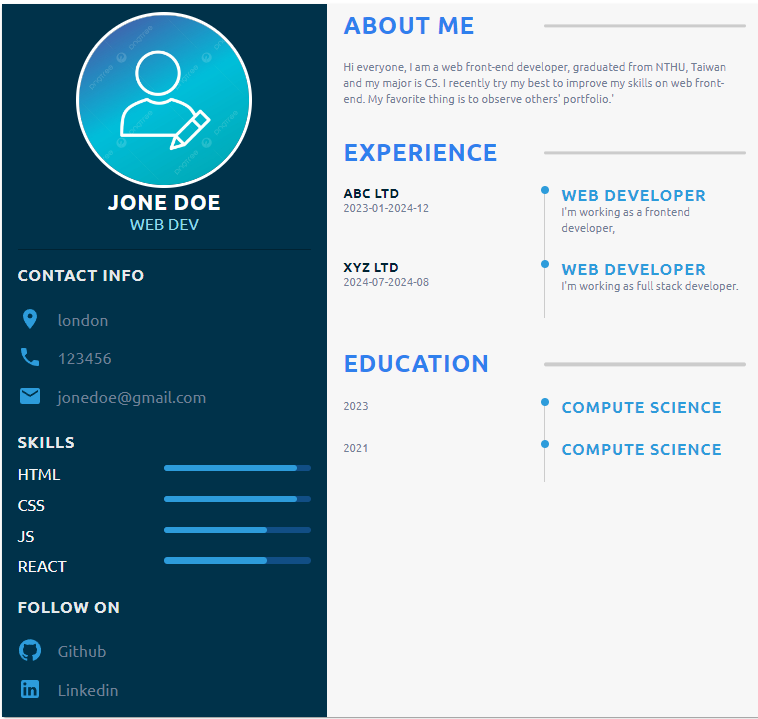 JONE DOE
WEB DEV
CONTACT INFO
london
123456
jonedoe@gmail.com
SKILLS
HTML
CSS
JS
REACT
FOLLOW ON
Github
Linkedin
ABOUT ME
Hi everyone, I am a web front-end developer, graduated from NTHU, Taiwan
and my major is CS. I recently try my best to improve my skills on web front-
end. My favorite thing is to observe others' portfolio.'
EXPERIENCE
ABC LTD
2023-01-2024-12
WEB DEVELOPER
I'm working as a frontend
developer,
XYZ LTD
2024-07-2024-08
WEB DEVELOPER
I'm working as full stack developer.
EDUCATION
2023
COMPUTE SCIENCE
2021
COMPUTE SCIENCE